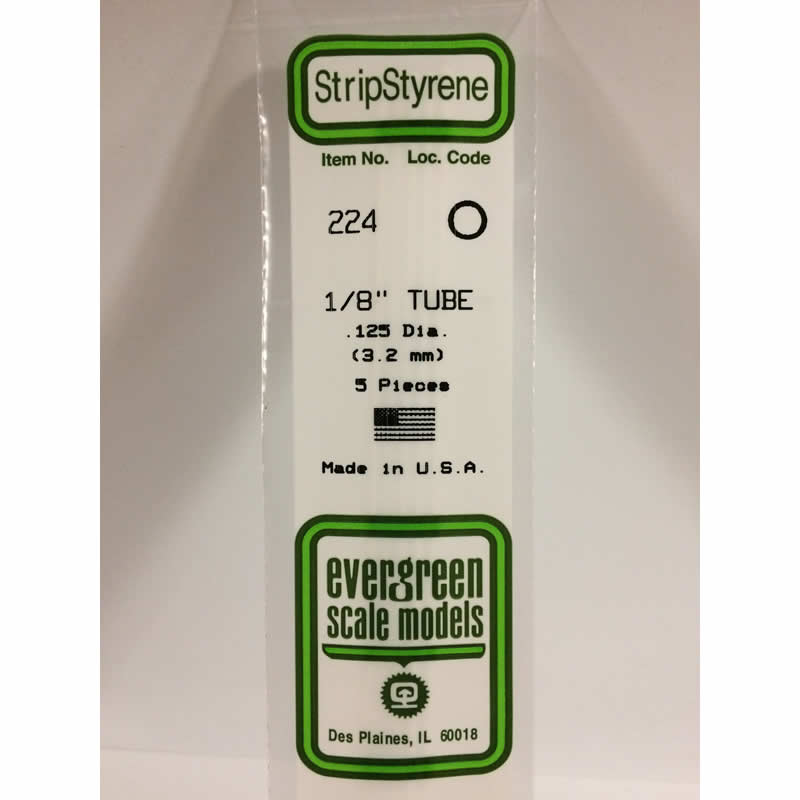 StripStyrene
Item No. Loc. Code
224
1/8" TUBE
.125 Dia.
(3.2 mm)
5 Pieces
Made in U.S.A.
evergreen
scale models
Des Plaines, IL 60018